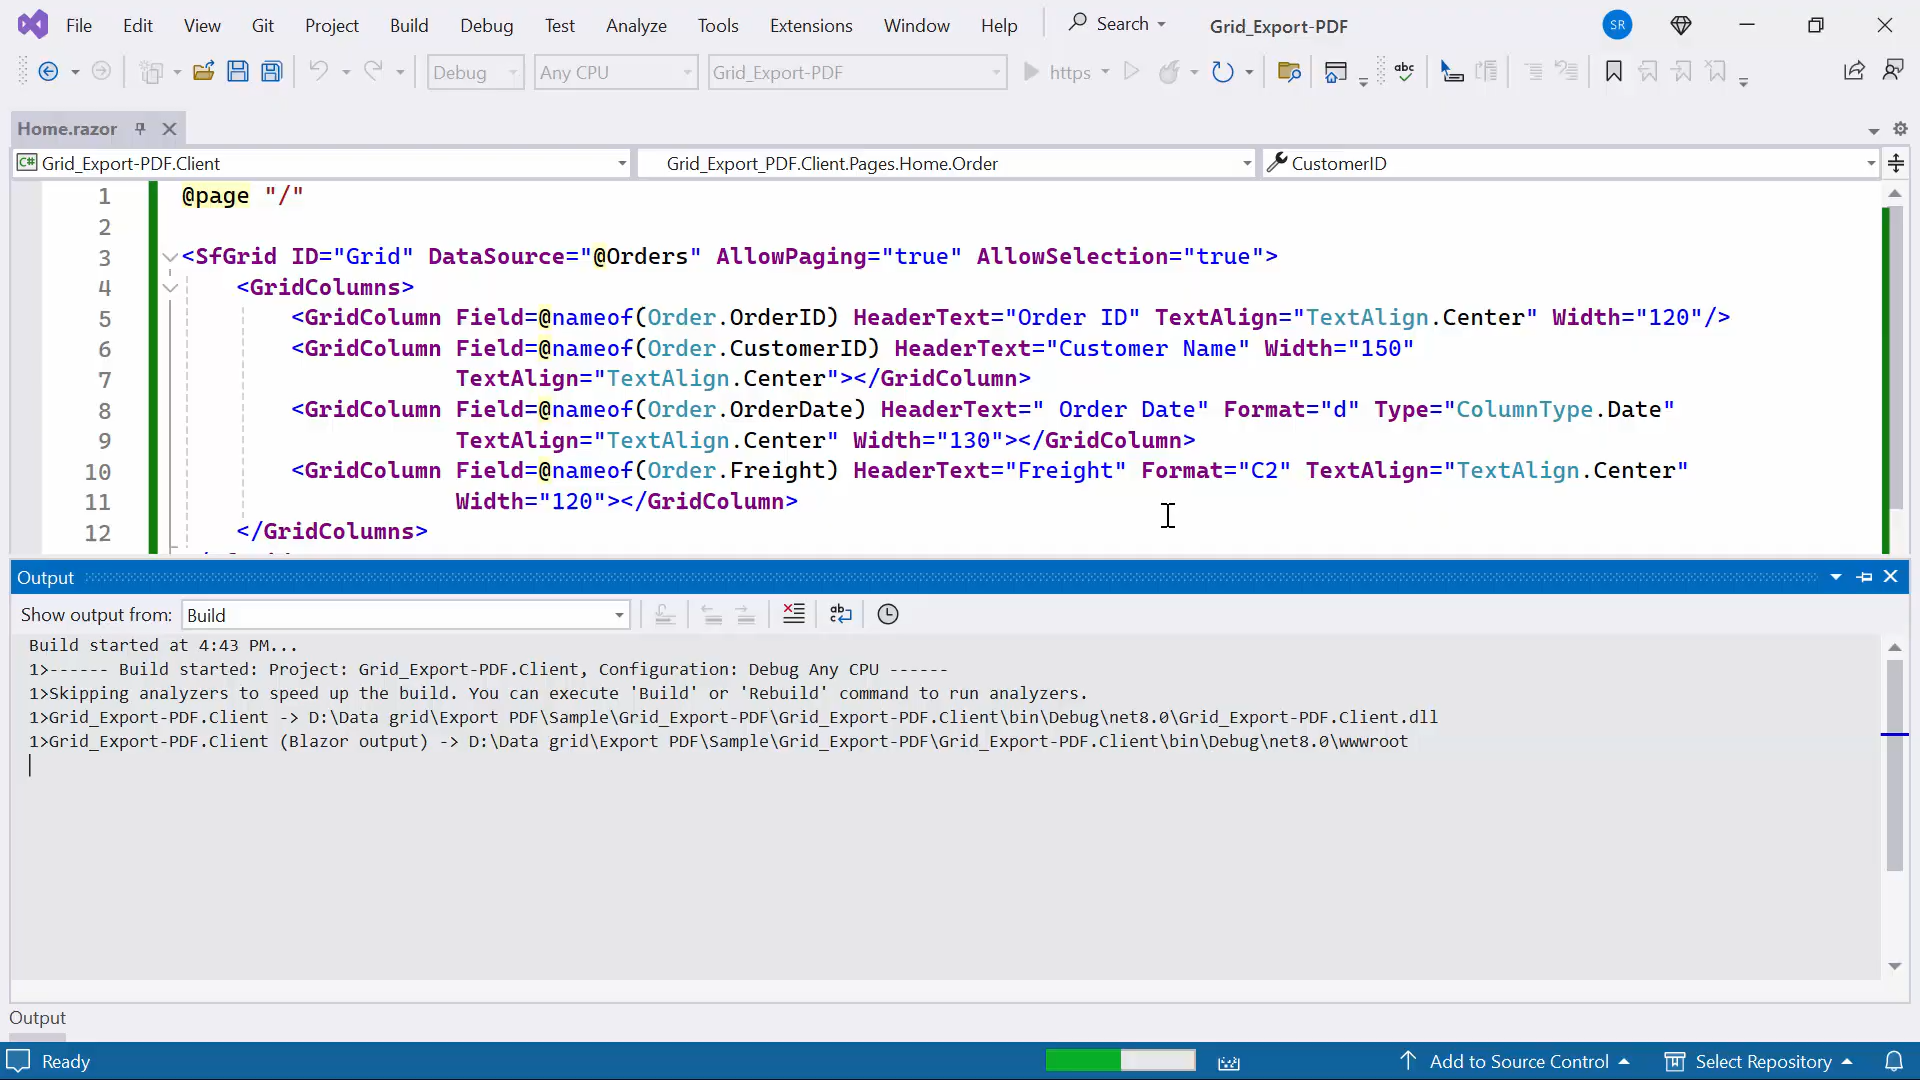 File Edit View Git Project Build Debug Test Analyze Tools Extensions Window Help Search Grid_Export-PDF SR
Debug Any CPU Grid_Export-PDF https abc
Home.razor
C# Grid_Export-PDF.Client Grid_Export_PDF.Client.Pages.Home.Order CustomerID
1 @page "/"
2
3 <SfGrid ID="Grid" DataSource="@Orders" AllowPaging="true" AllowSelection="true">
4 <GridColumns>
5 <GridColumn Field=@nameof(Order.OrderID) HeaderText="Order ID" TextAlign="TextAlign.Center" Width="120"/>
6 <GridColumn Field=@nameof(Order.CustomerID) HeaderText="Customer Name" Width="150"
7 TextAlign="TextAlign.Center"></GridColumn>
8 <GridColumn Field=@nameof(Order.OrderDate) HeaderText=" Order Date" Format="d" Type="ColumnType.Date"
9 TextAlign="TextAlign.Center" Width="130"></GridColumn>
10 <GridColumn Field=@nameof(Order.Freight) HeaderText="Freight" Format="C2" TextAlign="TextAlign.Center"
11 Width="120"></GridColumn>
12 </GridColumns>
Output
Show output from: Build
Build started at 4:43 PM...
1>------ Build started: Project: Grid_Export-PDF.Client, Configuration: Debug Any CPU ------
1>Skipping analyzers to speed up the build. You can execute 'Build' or 'Rebuild' command to run analyzers.
1>Grid_Export-PDF.Client -> D:\Data grid\Export PDF\Sample\Grid_Export-PDF\Grid_Export-PDF.Client\bin\Debug\net8.0\Grid_Export-PDF.Client.dll
1>Grid_Export-PDF.Client (Blazor output) -> D:\Data grid\Export PDF\Sample\Grid_Export-PDF\Grid_Export-PDF.Client\bin\Debug\net8.0\wwwroot
Output
Ready Add to Source Control Select Repository